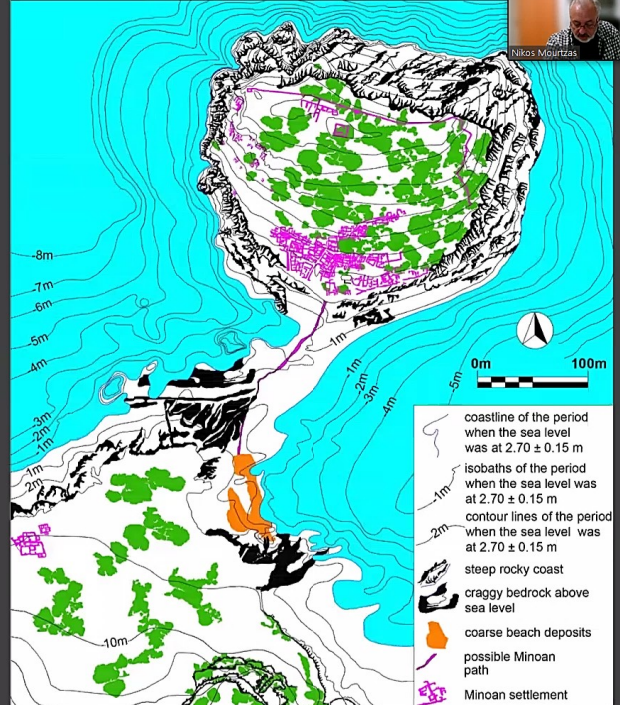 Nikos Mourtzas
-8m
-7m
-6m
-5m
-4m
-3m
-2m
-1m
-1m
-2m
-1m
-1m
-2m
-3m
-4m
-5m
-10m
0m 100m
coastline of the period
when the sea level
was at 2.70 ± 0.15 m
isobaths of the period
when the sea level was
at 2.70 ± 0.15 m
-1m
contour lines of the period
when the sea level was
at 2.70 ± 0.15 m
2m
steep rocky coast
craggy bedrock above
sea level
coarse beach deposits
possible Minoan
path
Minoan settlement